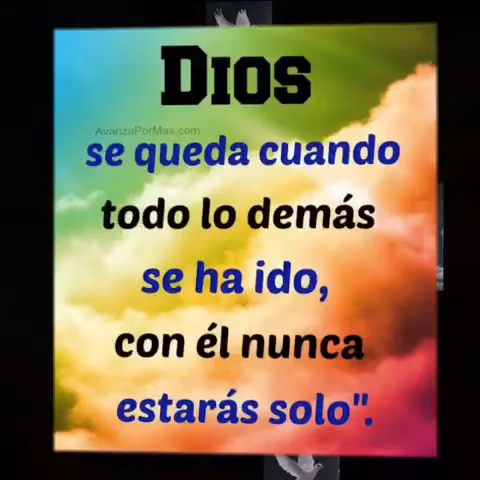 DIOS
AvanzaPorMas.com
se queda cuando
todo lo demás
se ha ido,
con él nunca
estarás solo".